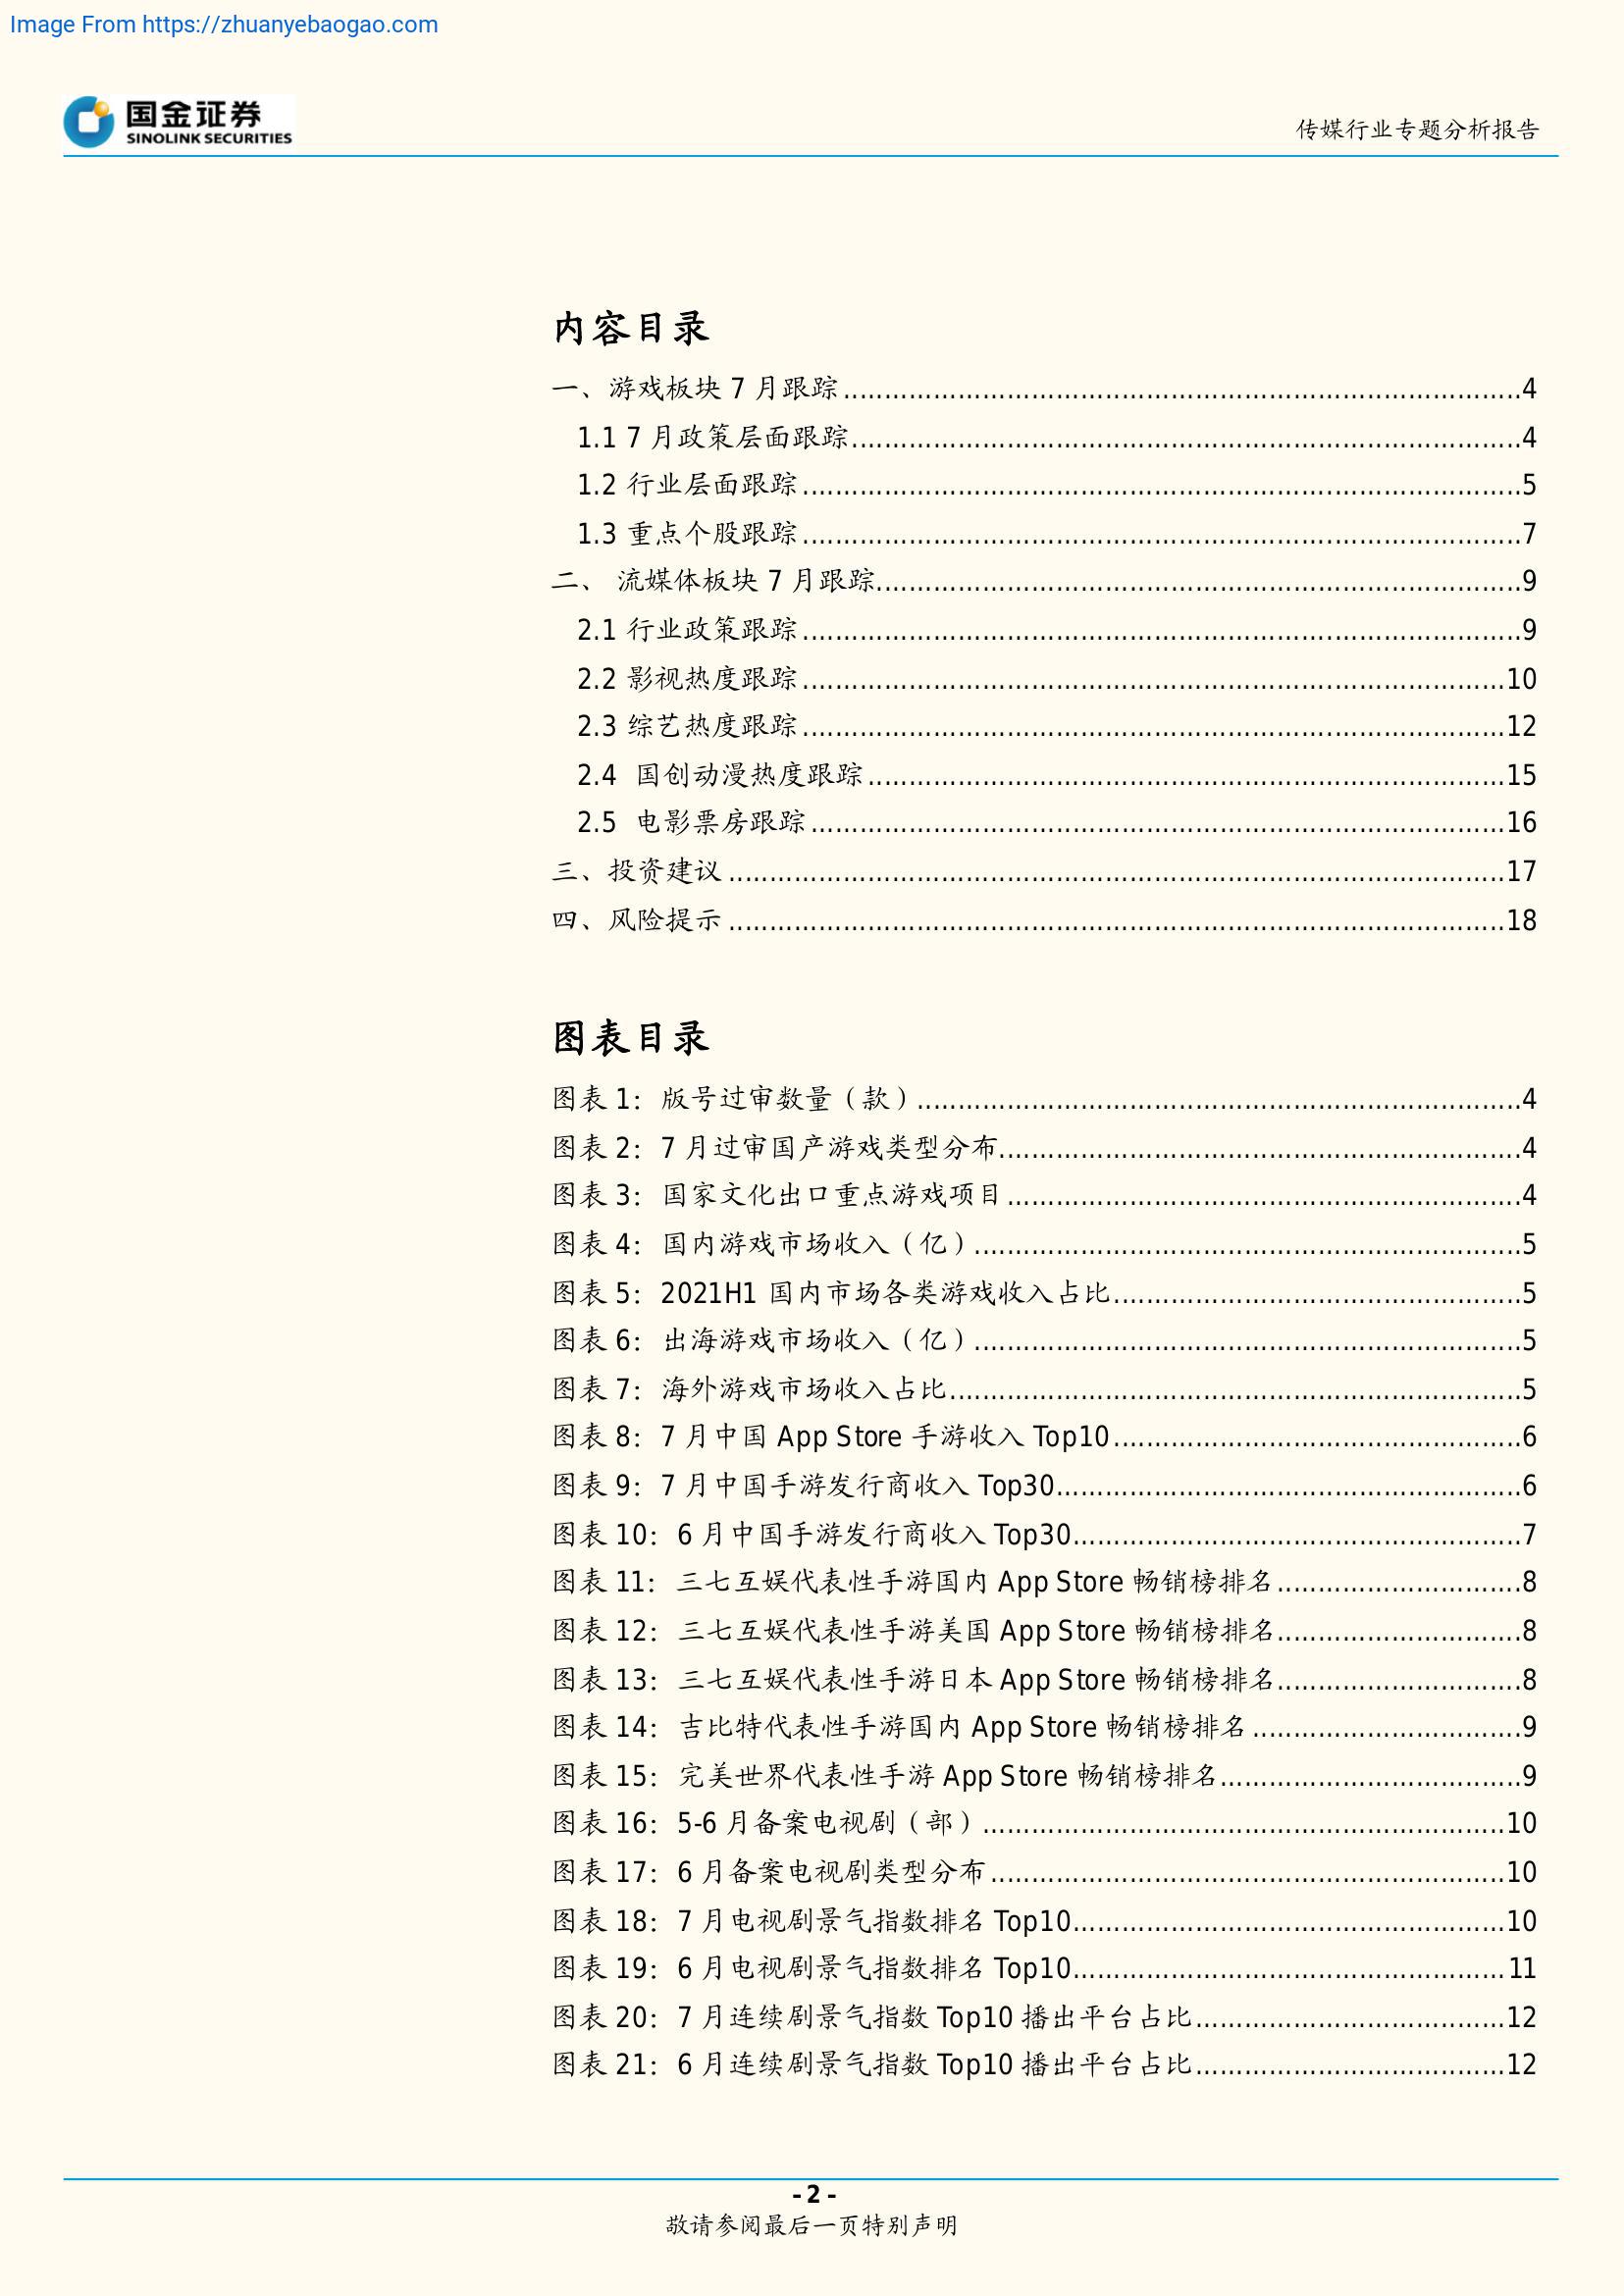 Image From https://zhuanyebaogao.com
国金证券
SINOLINK SECURITIES
传媒行业专题分析报告
内容目录
一、游戏板块 7 月跟踪....................................................................................4
1.1 7 月政策层面跟踪....................................................................................4
1.2 行业层面跟踪....................................................................................5
1.3 重点个股跟踪....................................................................................7
二、 流媒体板块 7 月跟踪....................................................................................9
2.1 行业政策跟踪....................................................................................9
2.2 影视热度跟踪....................................................................................10
2.3 综艺热度跟踪....................................................................................12
2.4 国创动漫热度跟踪....................................................................................15
2.5 电影票房跟踪....................................................................................16
三、投资建议....................................................................................17
四、风险提示....................................................................................18
图表目录
图表 1：版号过审数量（款）....................................................................................4
图表 2：7 月过审国产游戏类型分布....................................................................................4
图表 3：国家文化出口重点游戏项目....................................................................................4
图表 4：国内游戏市场收入（亿）....................................................................................5
图表 5：2021H1 国内市场各类游戏收入占比....................................................................................5
图表 6：出海游戏市场收入（亿）....................................................................................5
图表 7：海外游戏市场收入占比....................................................................................5
图表 8：7 月中国 App Store 手游收入 Top10....................................................................................6
图表 9：7 月中国手游发行商收入 Top30....................................................................................6
图表 10：6 月中国手游发行商收入 Top30....................................................................................7
图表 11：三七互娱代表性手游国内 App Store 畅销榜排名..............................8
图表 12：三七互娱代表性手游美国 App Store 畅销榜排名..............................8
图表 13：三七互娱代表性手游日本 App Store 畅销榜排名..............................8
图表 14：吉比特代表性手游国内 App Store 畅销榜排名..................................9
图表 15：完美世界代表性手游 App Store 畅销榜排名......................................9
图表 16：5-6 月备案电视剧（部）....................................................................10
图表 17：6 月备案电视剧类型分布....................................................................10
图表 18：7 月电视剧景气指数排名 Top10.........................................................10
图表 19：6 月电视剧景气指数排名 Top10.........................................................11
图表 20：7 月连续剧景气指数 Top10 播出平台占比......................................12
图表 21：6 月连续剧景气指数 Top10 播出平台占比......................................12
- 2 -
敬请参阅最后一页特别声明